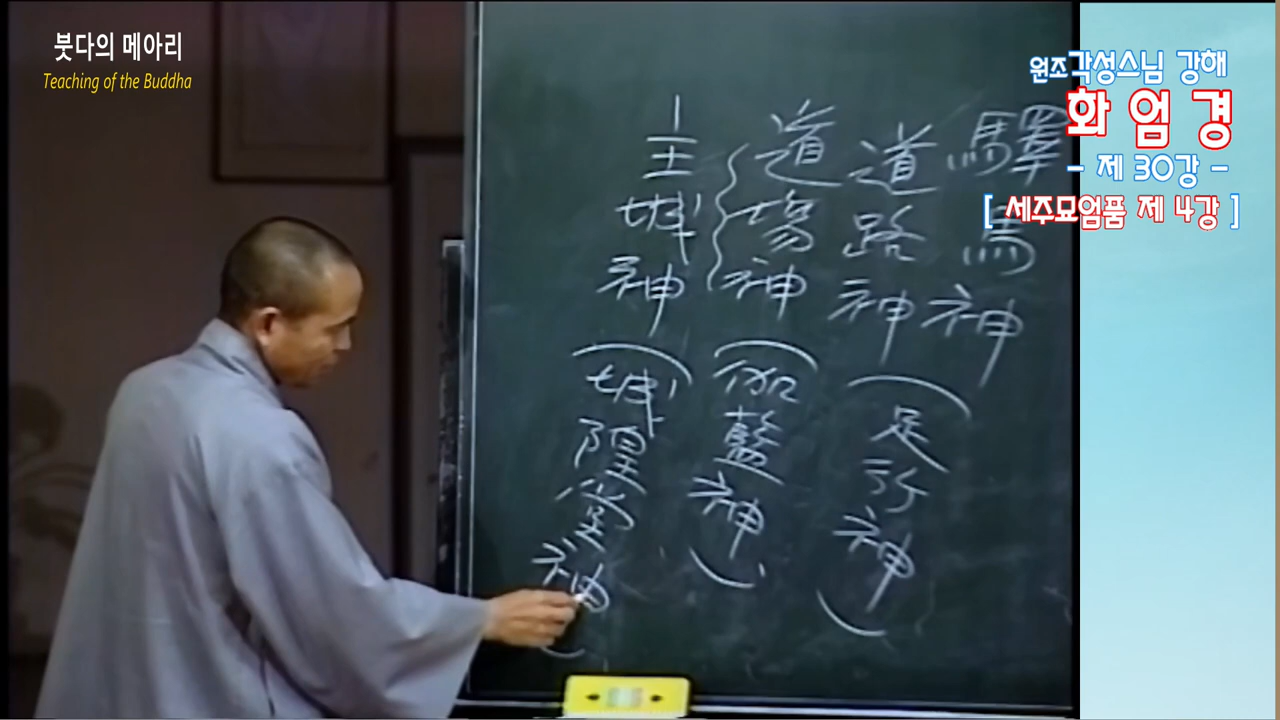 붓다의 메아리
Teaching of the Buddha
원조각성스님 강해
화엄경
- 제 30강 -
[ 세주묘엄품 제 4강 ]
驛馬神
道路神
(足行神)
道場神
(伽藍神)
主城神
(城隍堂神)